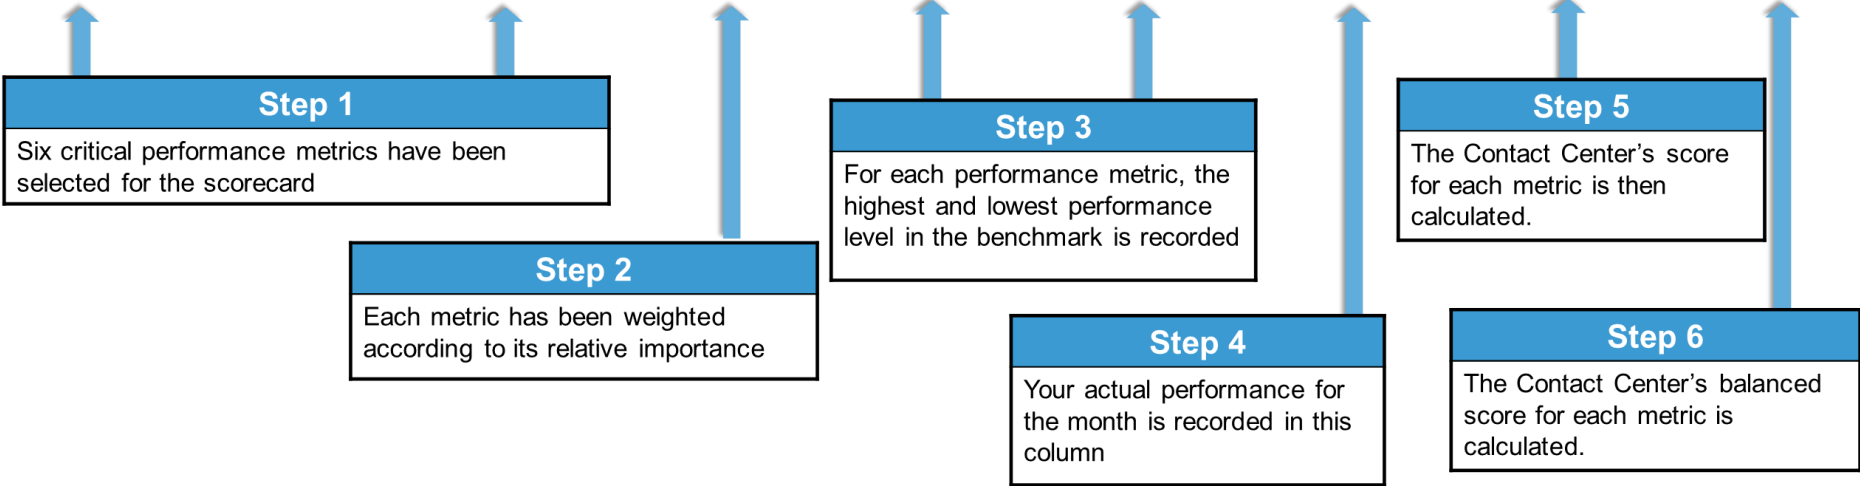 Step 1
Six critical performance metrics have been
selected for the scorecard
Step 2
Each metric has been weighted
according to its relative importance
Step 3
For each performance metric, the
highest and lowest performance
level in the benchmark is recorded
Step 4
Your actual performance for
the month is recorded in this
column
Step 5
The Contact Center’s score
for each metric is then
calculated.
Step 6
The Contact Center’s balanced
score for each metric is
calculated.